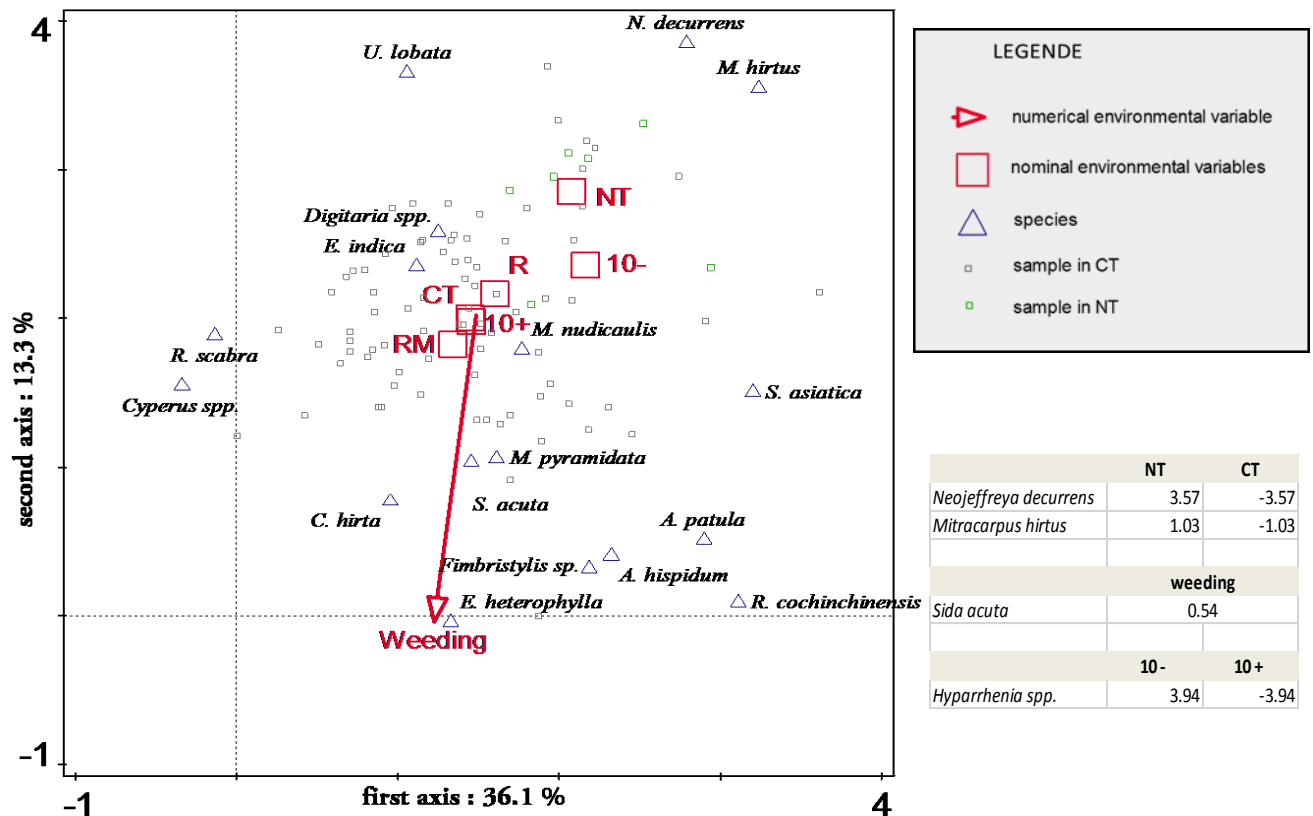 4
N. decurrens
U. lobata
M. hirtus
NT
Digitaria spp.
E. indica
R
10-
CT
10+
M. nudicaulis
RM
R. scabra
Cyperus spp.
S. asiatica
M. pyramidata
S. acuta
C. hirta
A. patula
Fimbristylis sp.
A. hispidum
E. heterophylla
R. cochinchinensis
Weeding
second axis : 13.3 %
-1
-1
first axis : 36.1 %
4
LEGENDE
numerical environmental variable
nominal environmental variables
species
sample in CT
sample in NT
NT CT
Neojeffreya decurrens 3.57 -3.57
Mitracarpus hirtus 1.03 -1.03
weeding
Sida acuta 0.54
10 - 10 +
Hyparrhenia spp. 3.94 -3.94